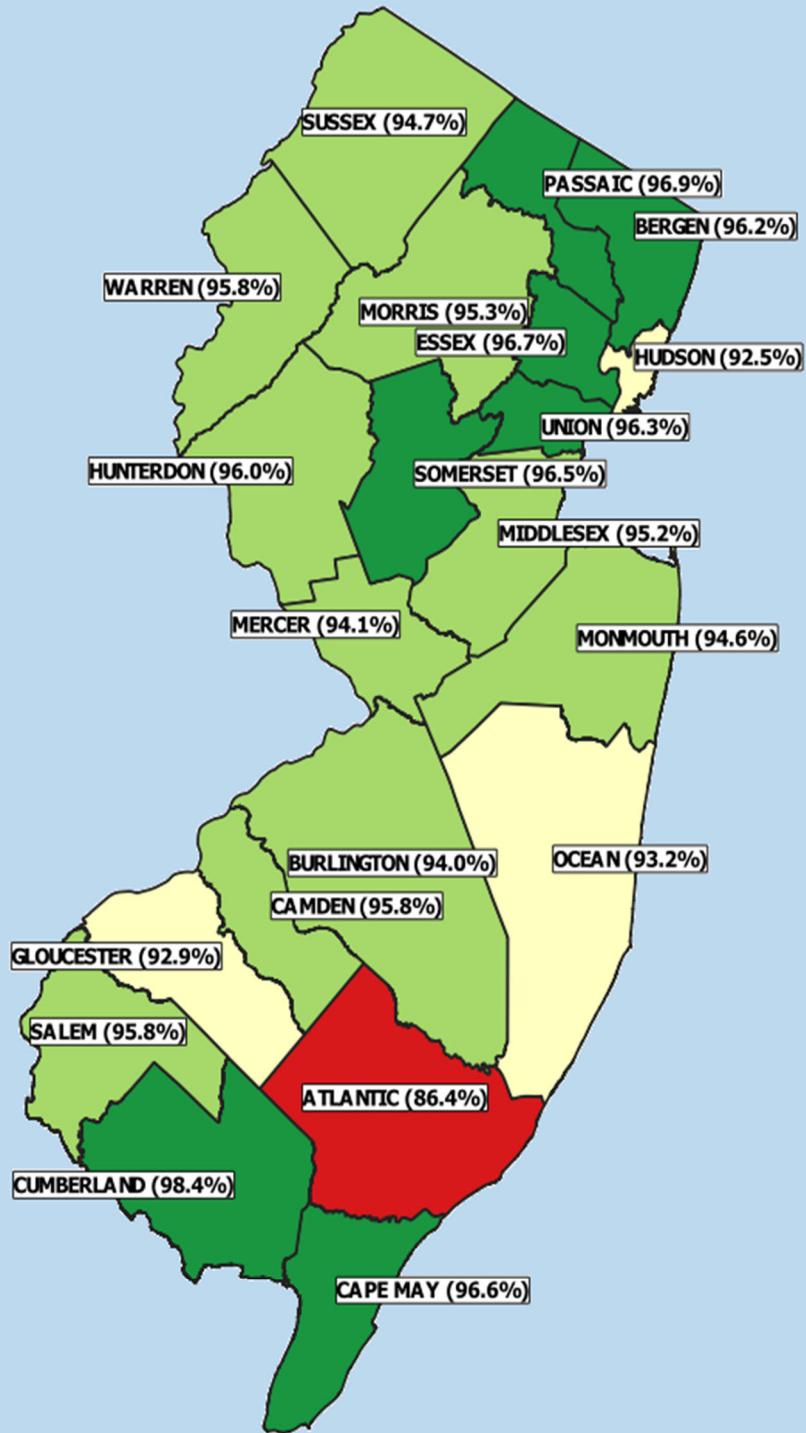 SUSSEX (94.7%)
PASSAIC (96.9%)
BERGEN (96.2%)
WARREN (95.8%)
MORRIS (95.3%)
ESSEX (96.7%)
HUDSON (92.5%)
UNION (96.3%)
HUNTERDON (96.0%)
SOMERSET (96.5%)
MIDDLESEX (95.2%)
MERCER (94.1%)
MONMOUTH (94.6%)
OCEAN (93.2%)
BURLINGTON (94.0%)
CAMDEN (95.8%)
GLOUCESTER (92.9%)
SALEM (95.8%)
ATLANTIC (86.4%)
CUMBERLAND (98.4%)
CAPE MAY (96.6%)